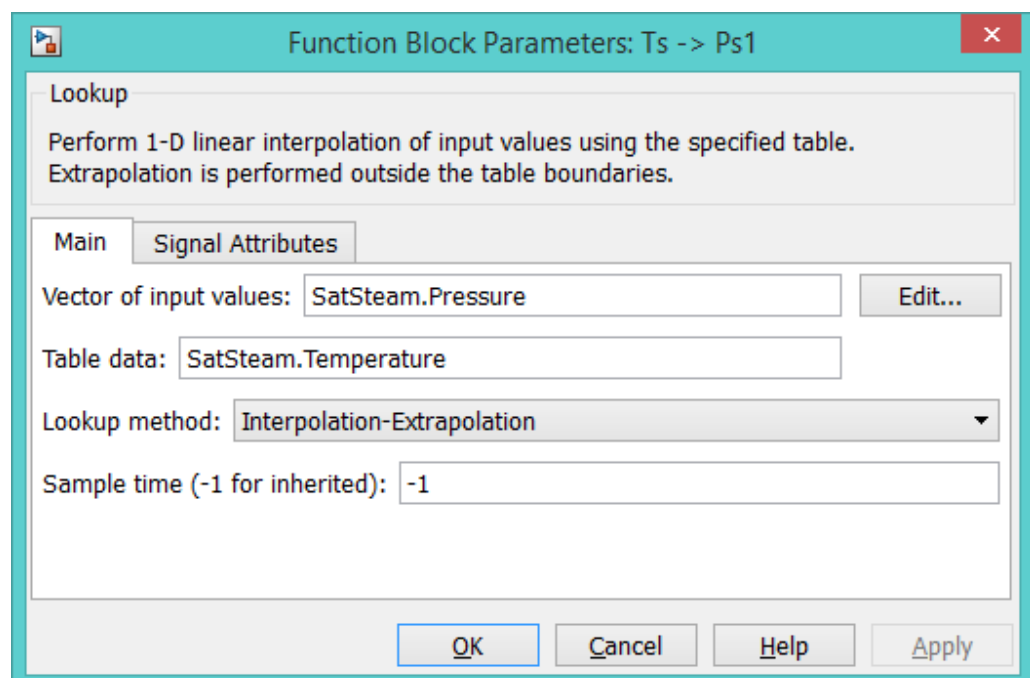 Function Block Parameters: Ts -> Ps1
Lookup
Perform 1-D linear interpolation of input values using the specified table.
Extrapolation is performed outside the table boundaries.
Main Signal Attributes
Vector of input values: SatSteam.Pressure Edit...
Table data: SatSteam.Temperature
Lookup method: Interpolation-Extrapolation
Sample time (-1 for inherited): -1
OK Cancel Help Apply